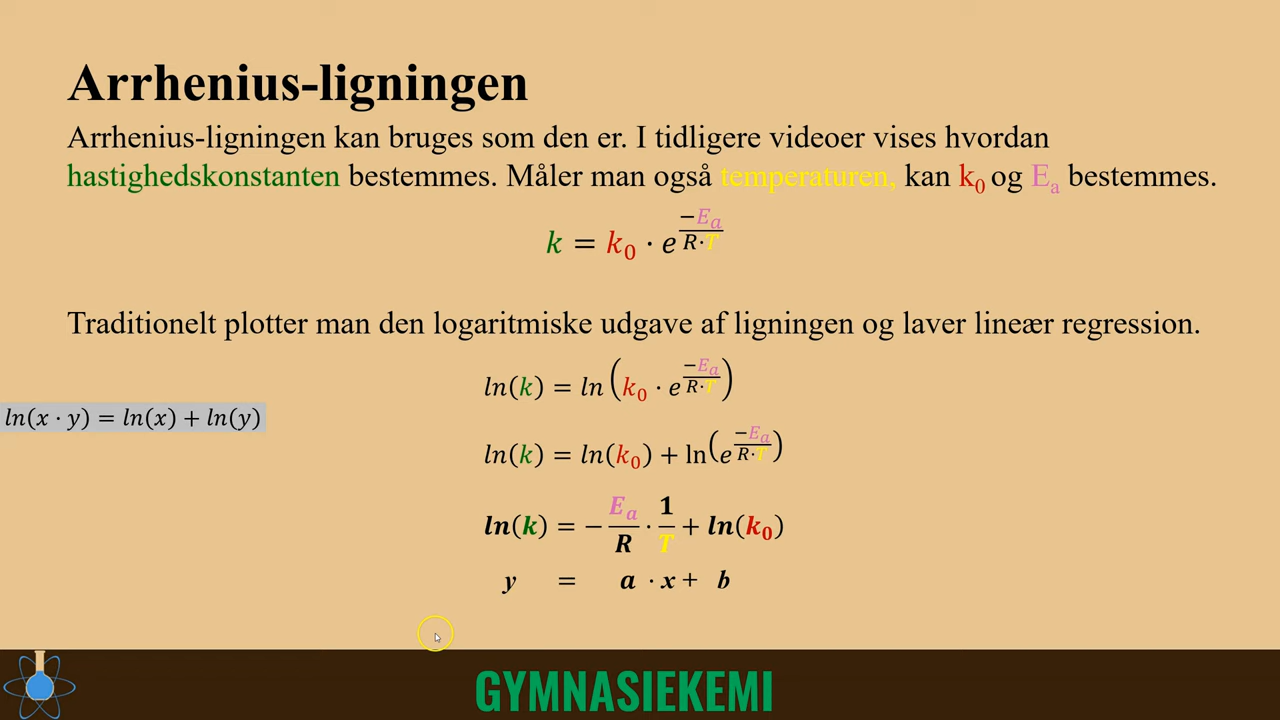 Arrhenius-ligningen
Arrhenius-ligningen kan bruges som den er. I tidligere videoer vises hvordan
hastighedskonstanten bestemmes. Måler man også temperaturen, kan k₀ og Eₐ bestemmes.
k = k₀ · e^(−Eₐ/(R·T))
Traditionelt plotter man den logaritmiske udgave af ligningen og laver lineær regression.
ln(k) = ln(k₀ · e^(−Eₐ/(R·T)))
ln(x · y) = ln(x) + ln(y)
ln(k) = ln(k₀) + ln(e^(−Eₐ/(R·T)))
ln(k) = −Eₐ/R · 1/T + ln(k₀)
y = a · x + b
GYMNASIEKEMI